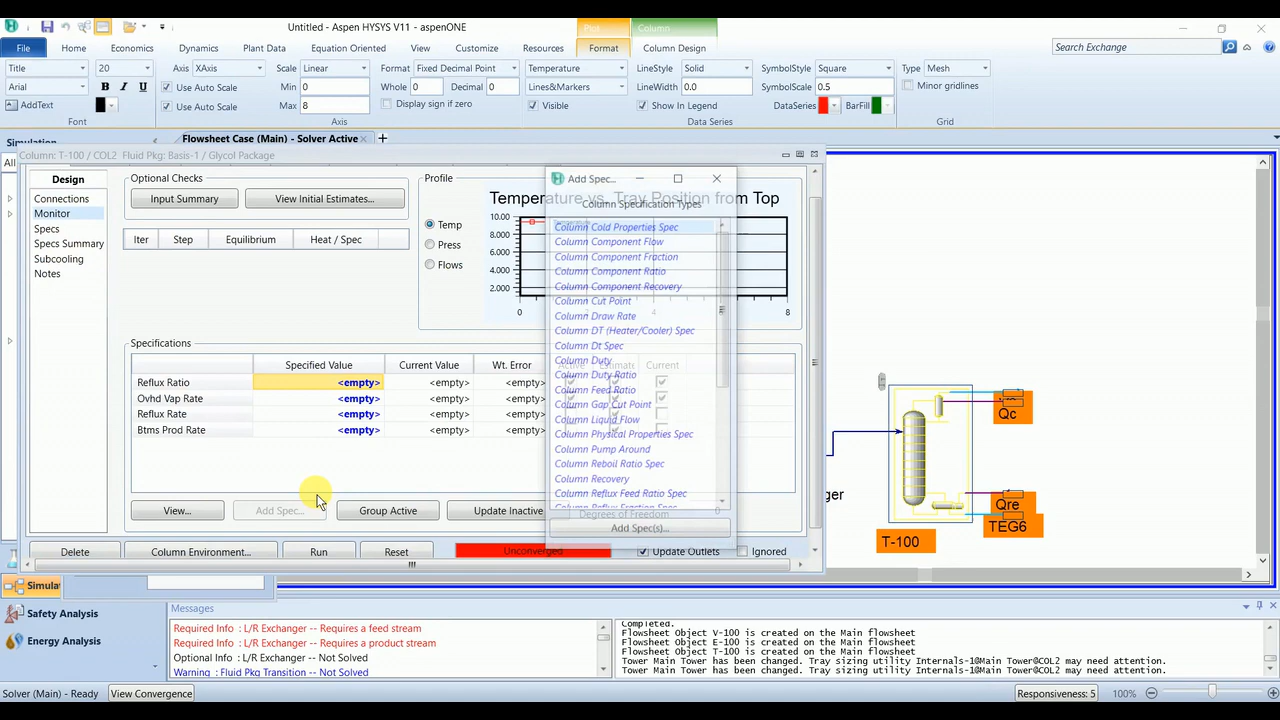 Untitled - Aspen HYSYS V11 - aspenONE
Plot
Column
File
Home
Economics
Dynamics
Plant Data
Equation Oriented
View
Customize
Resources
Format
Column Design
Search Exchange
Title
20
Axis
XAxis
Scale
Linear
Format
Fixed Decimal Point
Temperature
LineStyle
Solid
SymbolStyle
Square
Type
Mesh
Arial
B
I
U
Use Auto Scale
Min
0
Whole
0
Decimal
0
Lines&Markers
LineWidth
0.0
SymbolScale
0.5
Minor gridlines
AddText
Use Auto Scale
Max
8
Display sign if zero
Visible
Show In Legend
DataSeries
BarFill
Font
Axis
Data Series
Grid
Simulation
Flowsheet Case (Main) - Solver Active
All
Column: T-100 / COL2 Fluid Pkg: Basis-1 / Glycol Package
Design
Connections
Monitor
Specs
Specs Summary
Subcooling
Notes
Optional Checks
Input Summary
View Initial Estimates...
Iter
Step
Equilibrium
Heat / Spec
Profile
Temp
Press
Flows
Temperature vs. Tray Position from Top
10.00
8.000
6.000
4.000
2.000
0
8
Add Spec...
Column Specification Types
Column Cold Properties Spec
Column Component Flow
Column Component Fraction
Column Component Ratio
Column Component Recovery
Column Cut Point
Column Draw Rate
Column DT (Heater/Cooler) Spec
Column Dt Spec
Column Duty
Column Duty Ratio
Column Feed Ratio
Column Gap Cut Point
Column Liquid Flow
Column Physical Properties Spec
Column Pump Around
Column Reboil Ratio Spec
Column Recovery
Column Reflux Feed Ratio Spec
Column Reflux Fraction Spec
Add Spec(s)...
Specifications
Specified Value
Current Value
Wt. Error
Active
Estimate
Current
Reflux Ratio
<empty>
<empty>
<empty>
Ovhd Vap Rate
<empty>
<empty>
<empty>
Reflux Rate
<empty>
<empty>
<empty>
Btms Prod Rate
<empty>
<empty>
<empty>
View...
Add Spec...
Group Active
Update Inactive
Degrees of Freedom
0
Delete
Column Environment...
Run
Reset
Unconverged
Update Outlets
Ignored
Qc
Qre
TEG6
T-100
ger
Simula
Safety Analysis
Energy Analysis
Messages
Required Info : L/R Exchanger -- Requires a feed stream
Required Info : L/R Exchanger -- Requires a product stream
Optional Info : L/R Exchanger -- Not Solved
Warning : Fluid Pkg Transition -- Not Solved
Completed.
Flowsheet Object V-100 is created on the Main flowsheet
Flowsheet Object E-100 is created on the Main flowsheet
Flowsheet Object T-100 is created on the Main flowsheet
Tower Main Tower has been changed. Tray sizing utility Internals-1@Main Tower@COL2 may need attention.
Tower Main Tower has been changed. Tray sizing utility Internals-1@Main Tower@COL2 may need attention.
Solver (Main) - Ready
View Convergence
Responsiveness: 5
100%